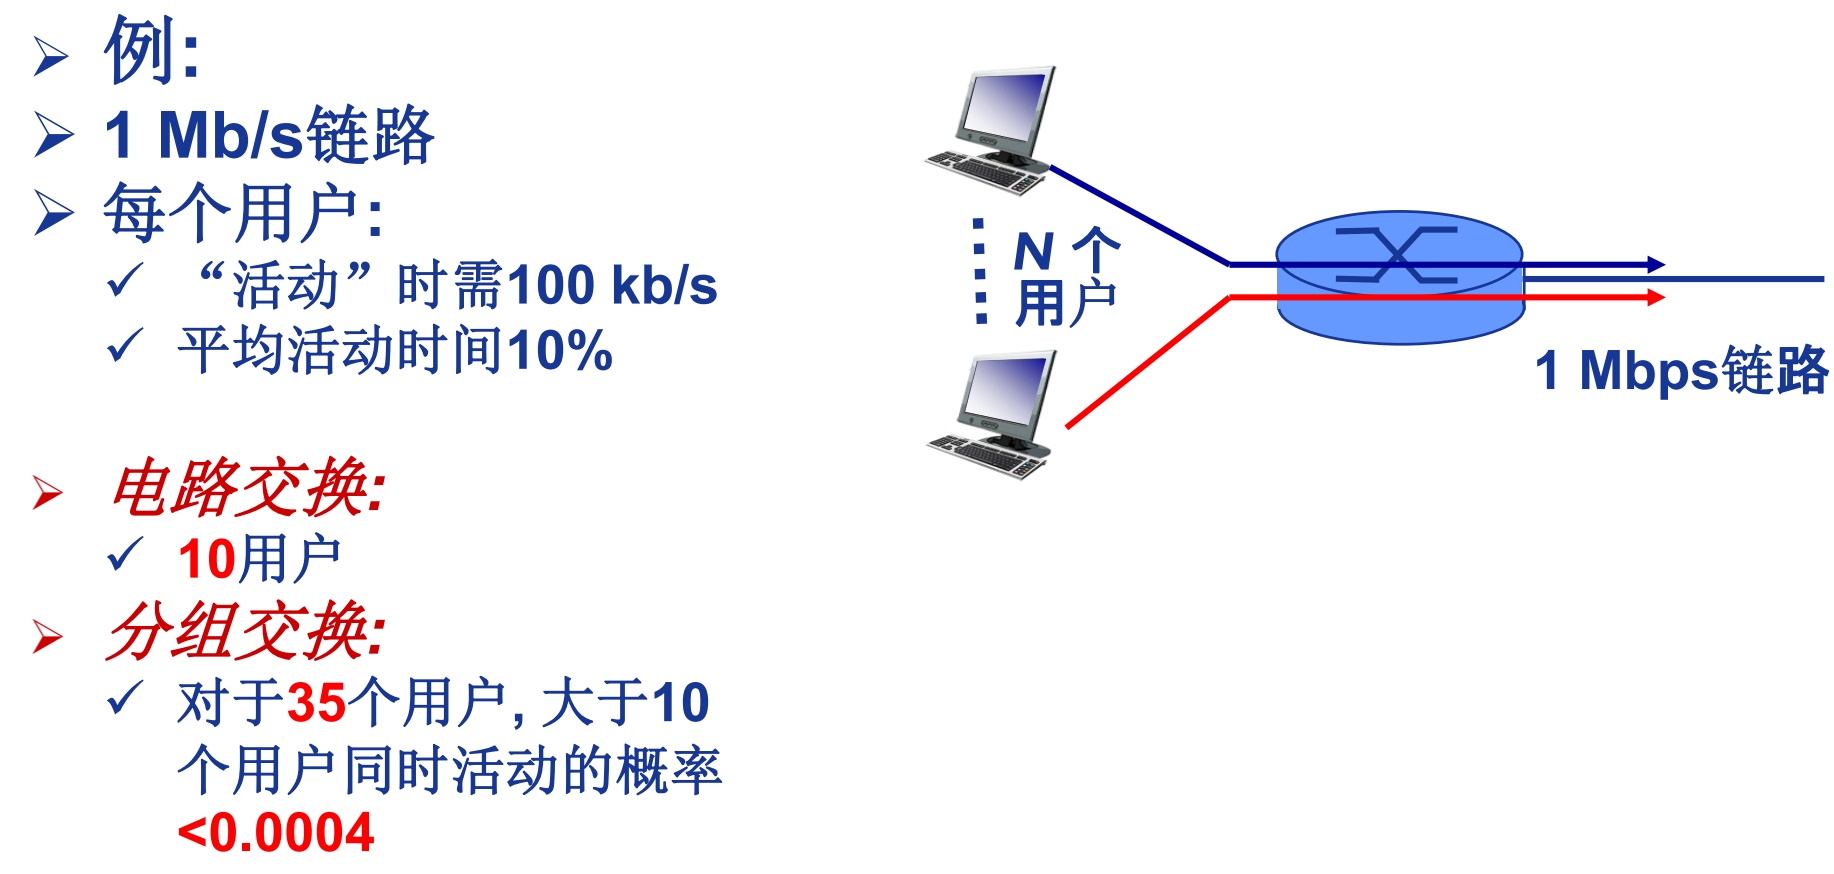 例:
1 Mb/s链路
每个用户:
“活动”时需100 kb/s
平均活动时间10%
电路交换:
10用户
分组交换:
对于35个用户, 大于10
个用户同时活动的概率
<0.0004
N 个
用户
1 Mbps链路